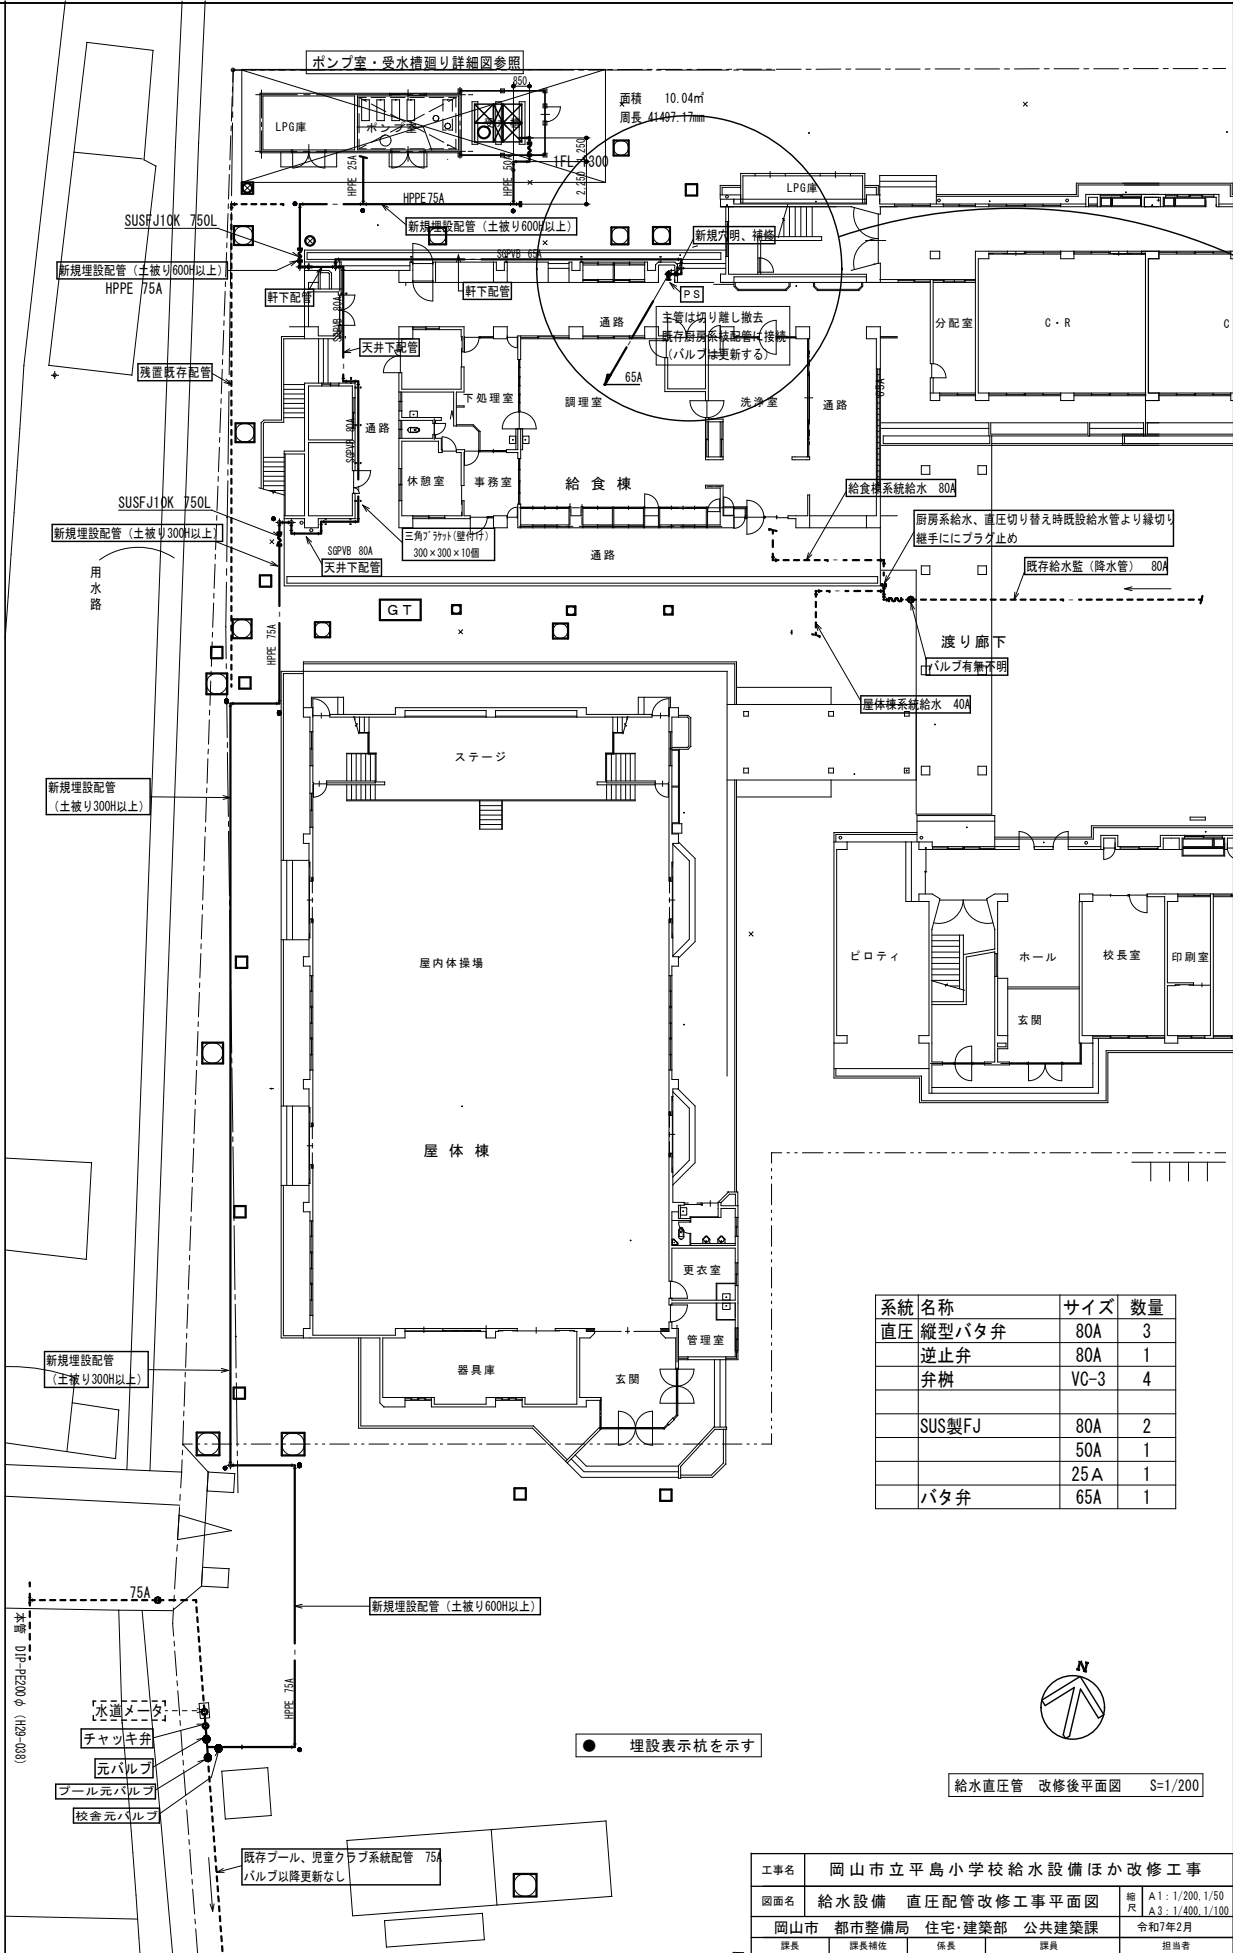 ポンプ室・受水槽廻り詳細図参照
850
面積 10.04㎡
周長 41497.17mm
LPG庫
ポンプ室
250
1FL-1300
2,250
HPPE 25A
HPPE 50A
HPPE75A
LPG庫
SUSFJ10K 750L
新規埋設配管（土被り600H以上）
新規穴明、補修
SGPVB 65A
新規埋設配管（土被り600H以上）
HPPE 75A
軒下配管
軒下配管
PS
通路
主管は切り離し撤去
既存厨房系枝配管に接続
（バルブは更新する）
分配室
C・R
C
SGPVB 80A
天井下配管
残置既存配管
65A
65A
下処理室
調理室
洗浄室
通路
通路
SGPVB 80A
休憩室
事務室
給食棟
給食棟系統給水 80A
SUSFJ10K 750L
新規埋設配管（土被り300H以上）
三角ブラケット(壁付け)
300×300×10個
SGPVB 80A
天井下配管
通路
厨房系給水、直圧切り替え時既設給水管より縁切り
継手ににプラグ止め
既存給水監（降水管） 80A
用水路
GT
HPPE 75A
渡り廊下
バルブ有無不明
屋体棟系統給水 40A
ステージ
新規埋設配管
（土被り300H以上）
屋内体操場
ピロティ
ホール
校長室
印刷室
玄関
屋体棟
更衣室
管理室
系統 名称 サイズ 数量
直圧 縦型バタ弁 80A 3
逆止弁 80A 1
弁桝 VC-3 4
SUS製FJ 80A 2
50A 1
25A 1
バタ弁 65A 1
新規埋設配管
（土被り300H以上）
器具庫
玄関
75A
新規埋設配管（土被り600H以上）
本管 DIP-PE200φ（H29-038）
HPPE 75A
水道メータ
チャッキ弁
元バルブ
プール元バルブ
校舎元バルブ
N
● 埋設表示杭を示す
給水直圧管 改修後平面図 S=1/200
既存プール、児童クラブ系統配管 75A
バルブ以降更新なし
工事名 岡山市立平島小学校給水設備ほか改修工事
図面名 給水設備 直圧配管改修工事平面図 縮尺 A1：1/200,1/50
A3：1/400,1/100
岡山市 都市整備局 住宅・建築部 公共建築課 令和7年2月
課長 課長補佐 係長 課員 担当者